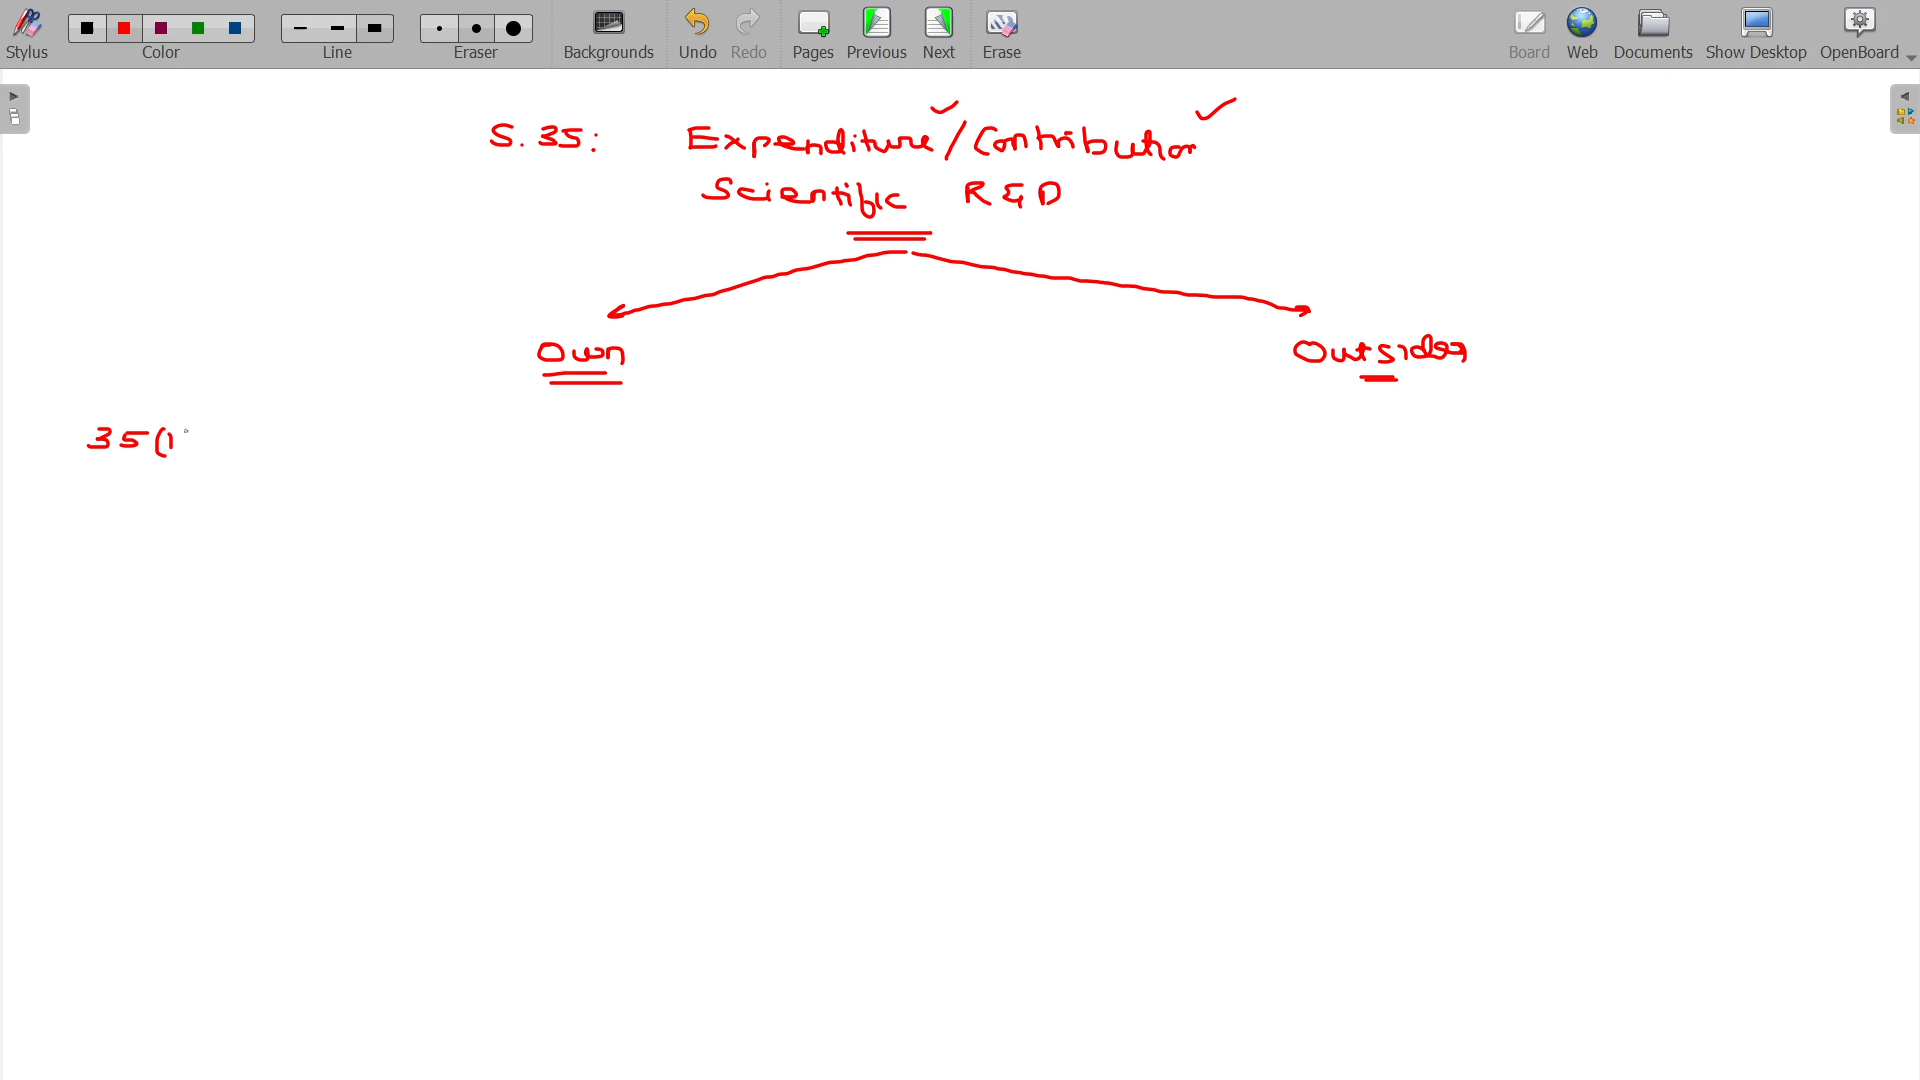 Stylus Color Line Eraser Backgrounds Undo Redo Pages Previous Next Erase Board Web Documents Show Desktop OpenBoard
S. 35: Expenditure/Contribution
Scientific R & D
Own Outsider
35(1